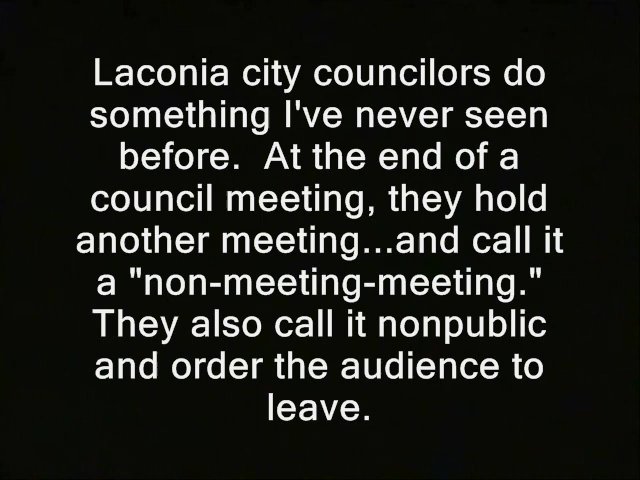 Laconia city councilors do
something I've never seen
before.  At the end of a
council meeting, they hold
another meeting...and call it
a "non-meeting-meeting."
They also call it nonpublic
and order the audience to
leave.